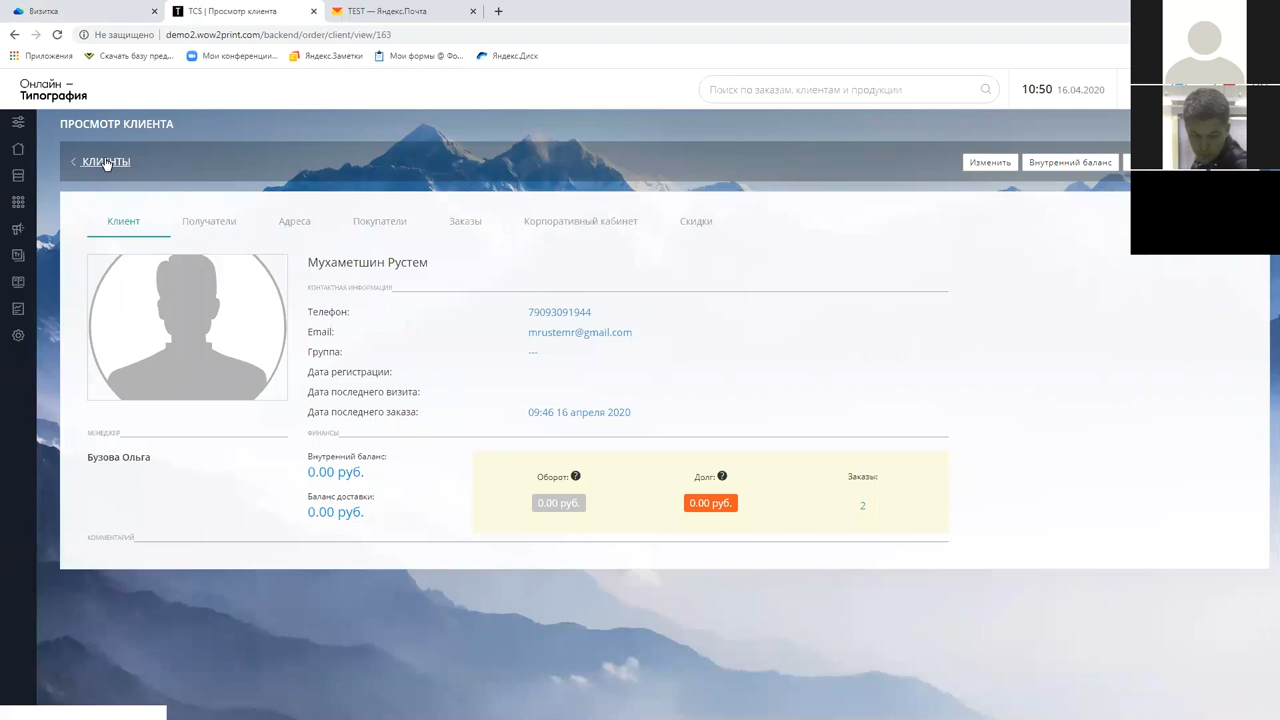 Визитка
TCS | Просмотр клиента
TEST — Яндекс.Почта
Не защищено | demo2.wow2print.com/backend/order/client/view/163
Приложения Скачать базу пред... Мои конференции... Яндекс.Заметки Мои формы @ Фо... Яндекс.Диск
Онлайн –
Типография
Поиск по заказам, клиентам и продукции
10:50 16.04.2020
ПРОСМОТР КЛИЕНТА
КЛИЕНТЫ
Изменить
Внутренний баланс
Клиент Получатели Адреса Покупатели Заказы Корпоративный кабинет Скидки
Мухаметшин Рустем
КОНТАКТНАЯ ИНФОРМАЦИЯ
Телефон: 79093091944
Email: mrustemr@gmail.com
Группа: ---
Дата регистрации:
Дата последнего визита:
Дата последнего заказа: 09:46 16 апреля 2020
МЕНЕДЖЕР
Бузова Ольга
ФИНАНСЫ
Внутренний баланс:
0.00 руб.
Баланс доставки:
0.00 руб.
Оборот: ?
0.00 руб.
Долг: ?
0.00 руб.
Заказы:
2
КОММЕНТАРИЙ